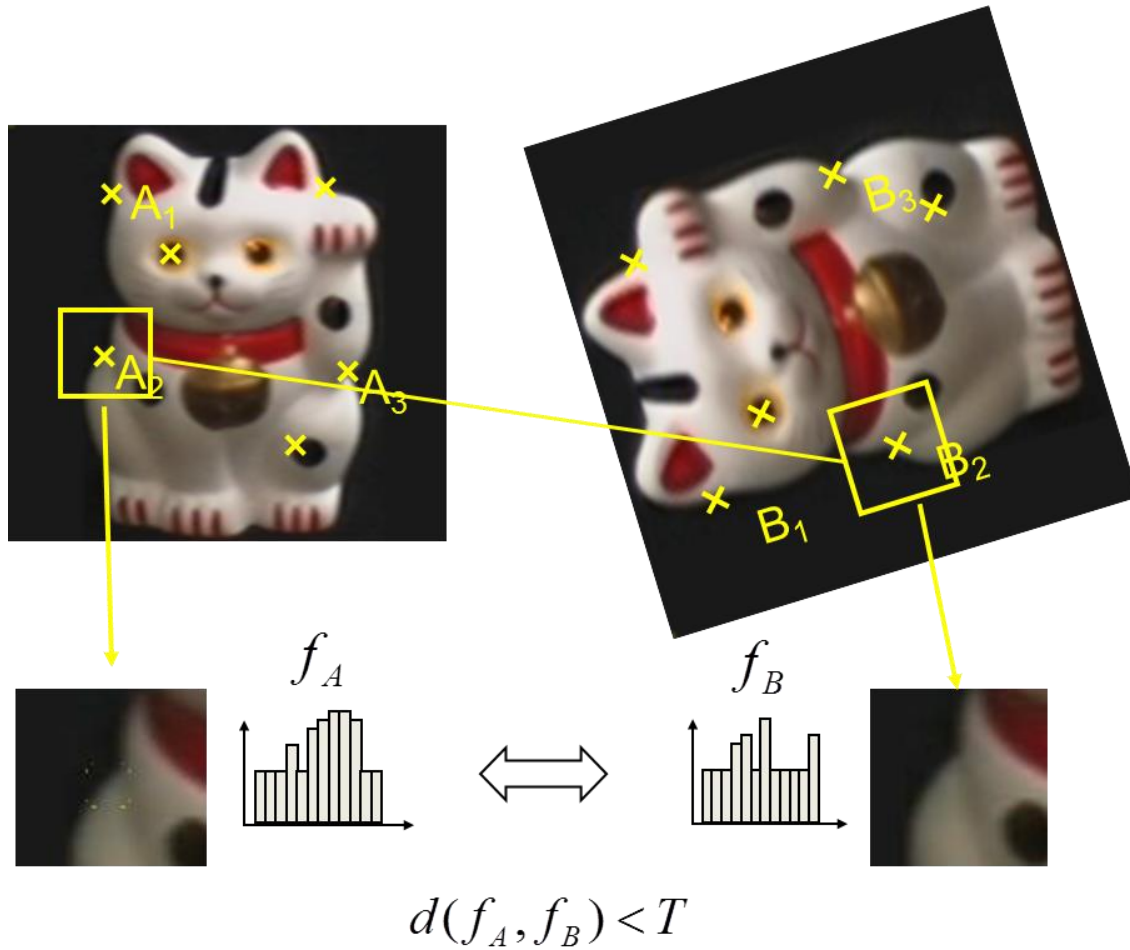 A₁
A₂
A₃
B₃
B₂
B₁
f_A
f_B
d(f_A, f_B) < T